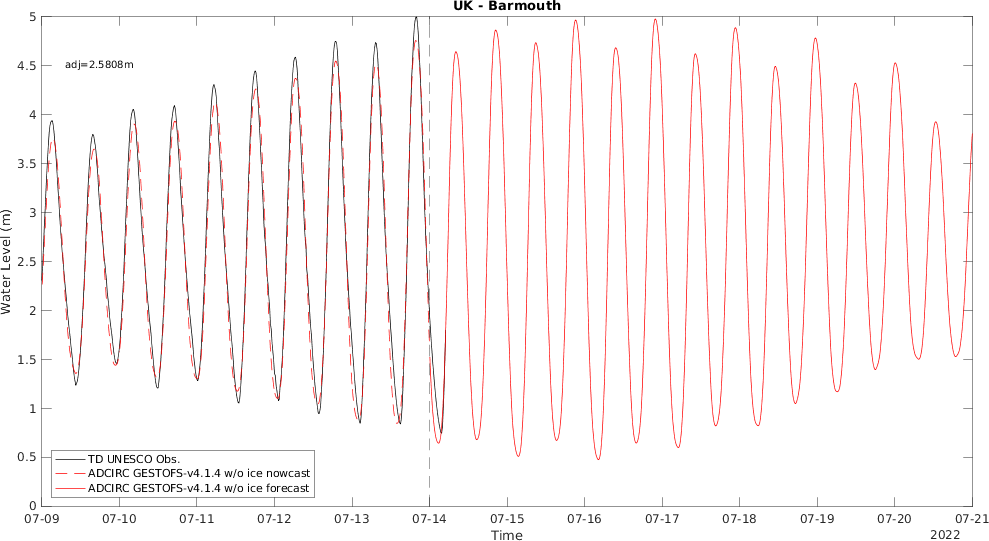 UK - Barmouth
5
4.5
4
3.5
3
2.5
2
1.5
1
0.5
0
Water Level (m)
adj=2.5808m
TD UNESCO Obs.
ADCIRC GESTOFS-v4.1.4 w/o ice nowcast
ADCIRC GESTOFS-v4.1.4 w/o ice forecast
07-09 07-10 07-11 07-12 07-13 07-14 07-15 07-16 07-17 07-18 07-19 07-20 07-21
Time
2022